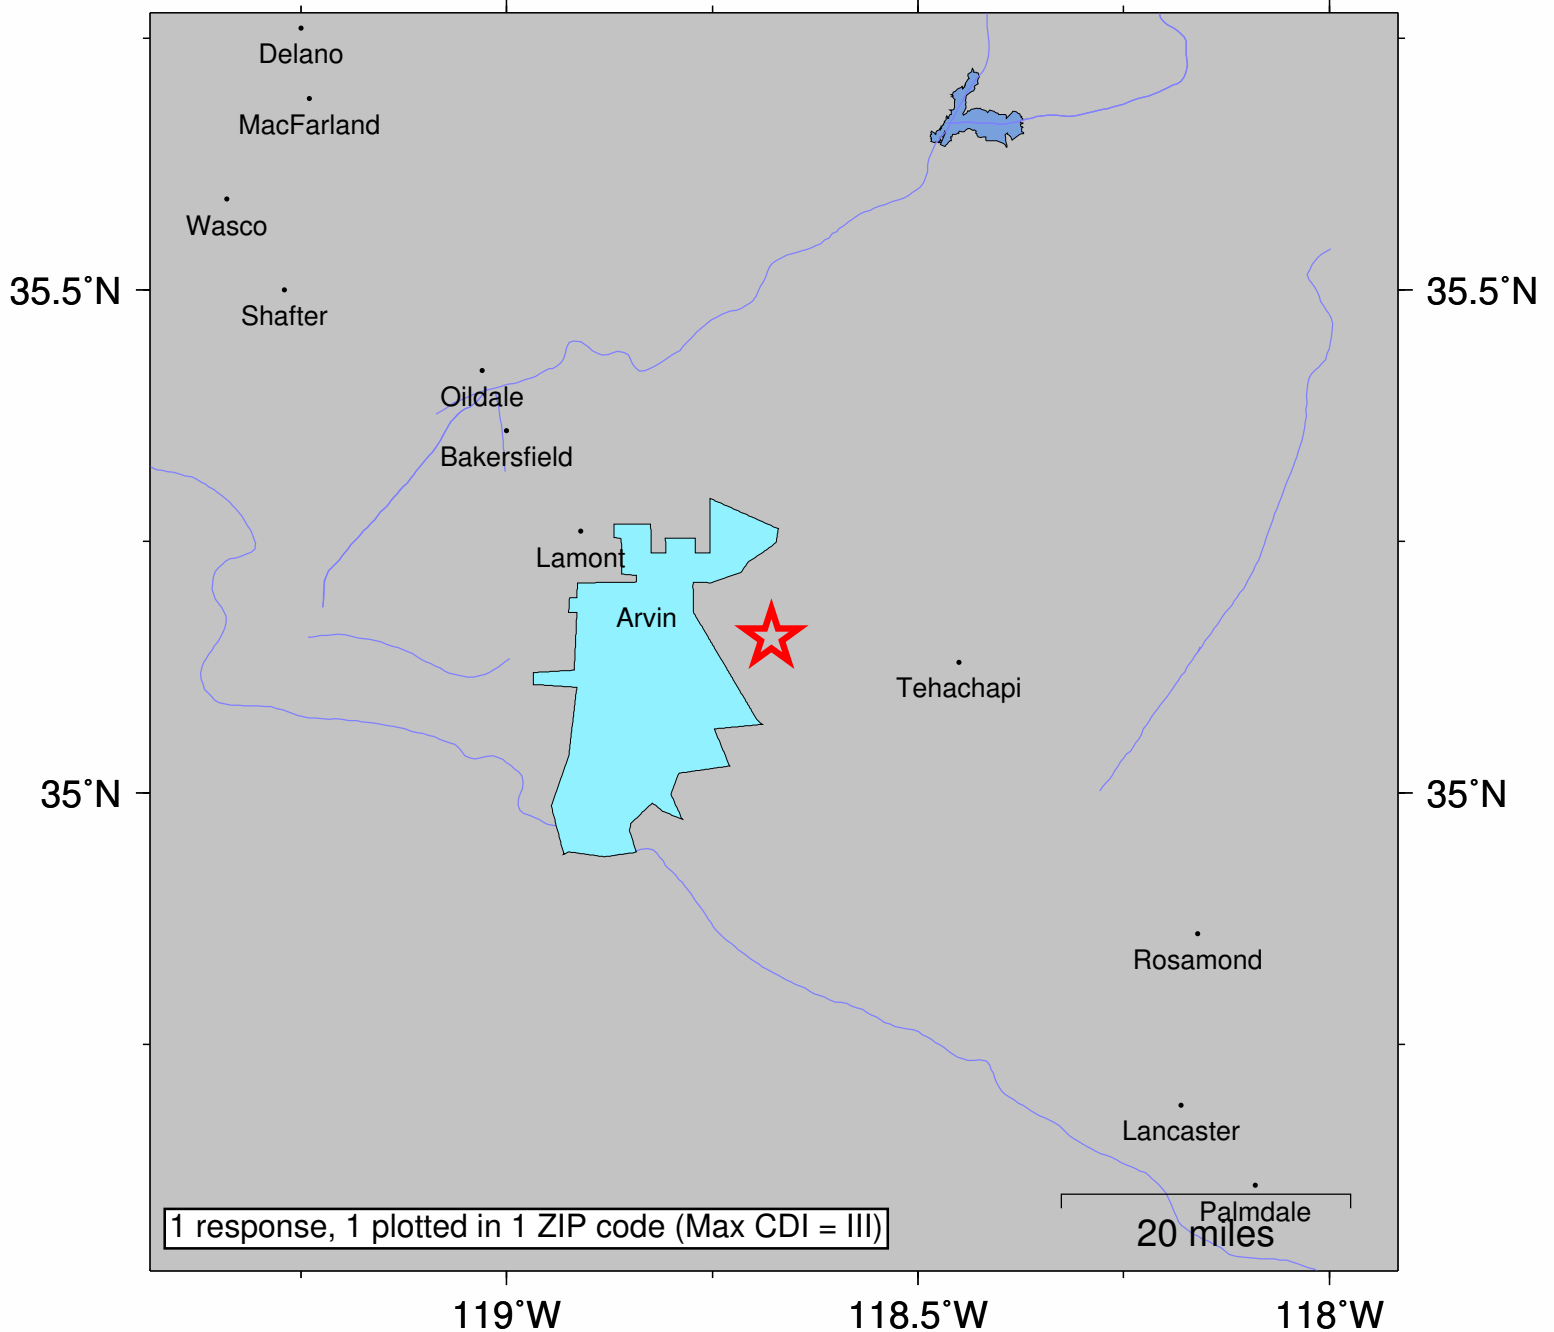 Delano
MacFarland
Wasco
35.5°N
35.5°N
Shafter
Oildale
Bakersfield
Lamont
Arvin
Tehachapi
35°N
35°N
Rosamond
Lancaster
Palmdale
1 response, 1 plotted in 1 ZIP code (Max CDI = III)
20 miles
119°W
118.5°W
118°W